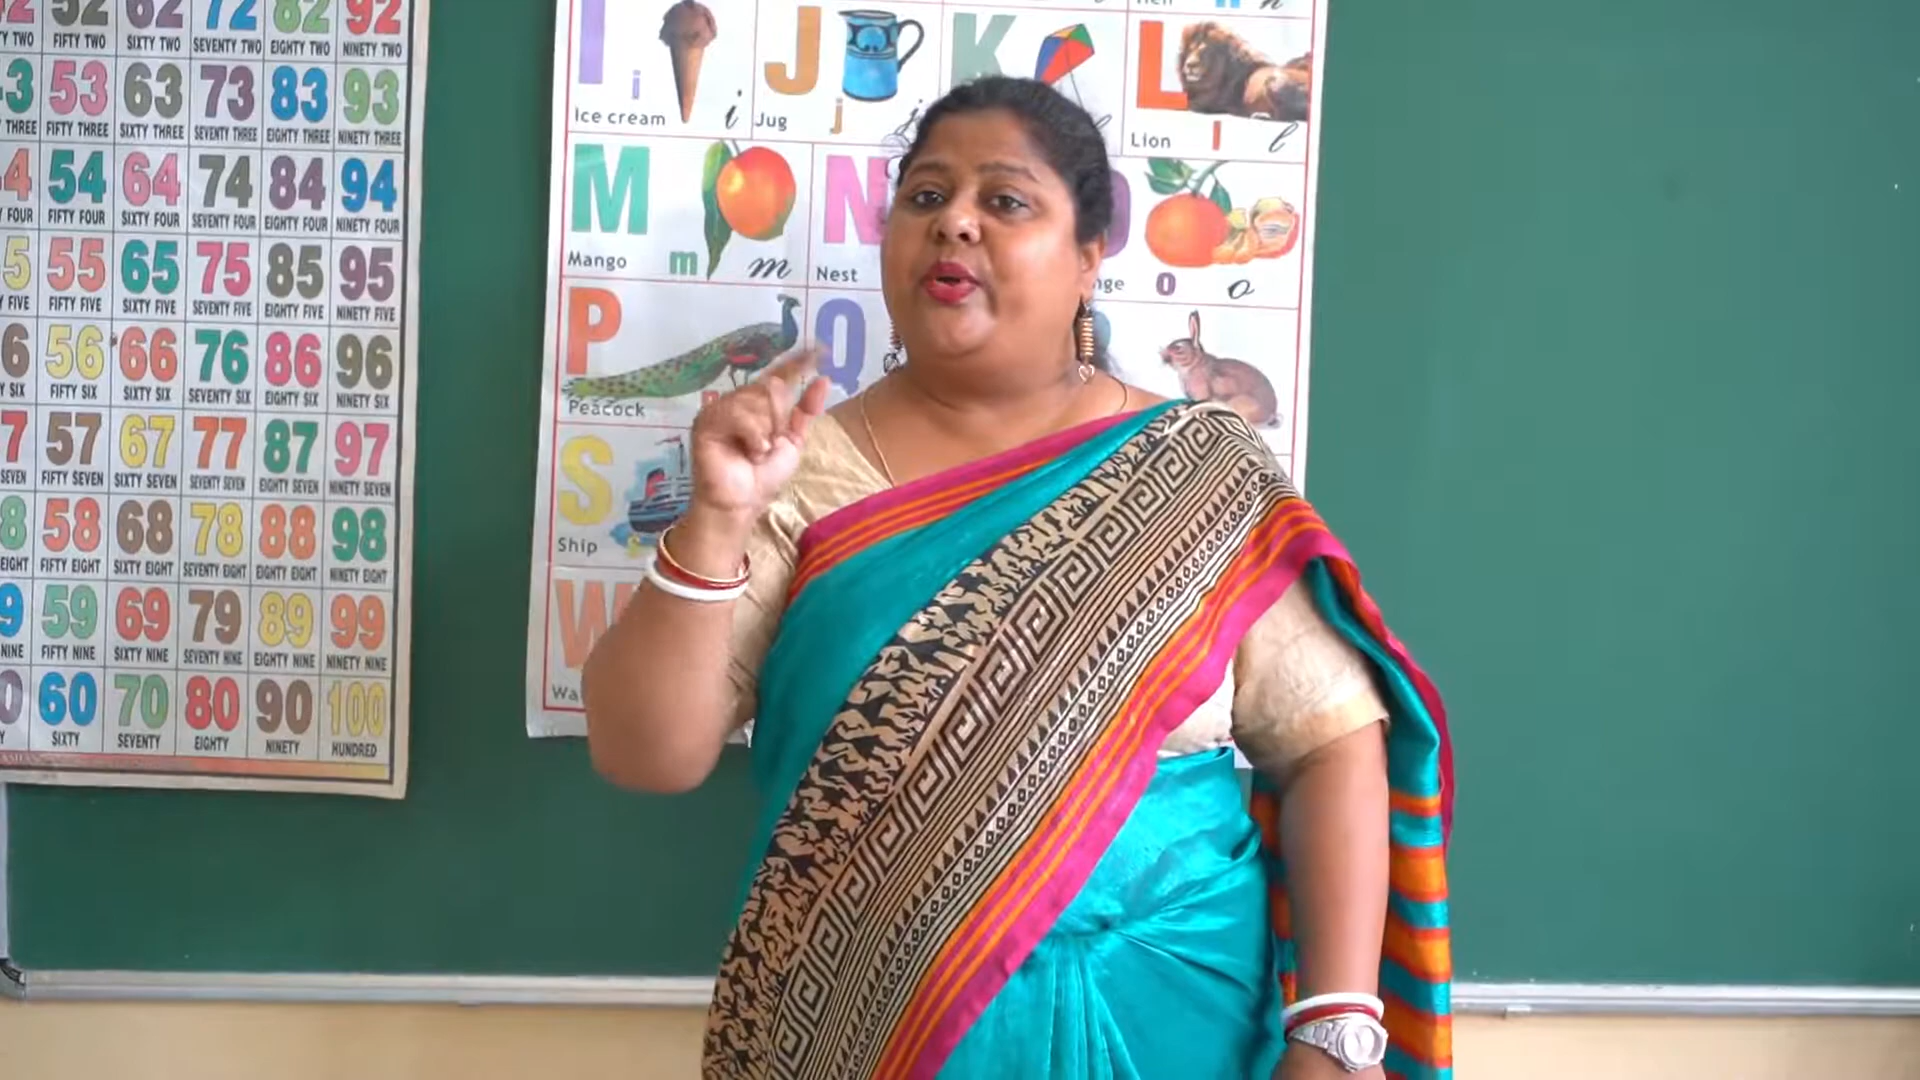 52 62 72 82 92
FIFTY TWO SIXTY TWO SEVENTY TWO EIGHTY TWO NINETY TWO
53 63 73 83 93
THREE FIFTY THREE SIXTY THREE SEVENTY THREE EIGHTY THREE NINETY THREE
54 64 74 84 94
FOUR FIFTY FOUR SIXTY FOUR SEVENTY FOUR EIGHTY FOUR NINETY FOUR
55 65 75 85 95
FIVE FIFTY FIVE SIXTY FIVE SEVENTY FIVE EIGHTY FIVE NINETY FIVE
56 66 76 86 96
SIX FIFTY SIX SIXTY SIX SEVENTY SIX EIGHTY SIX NINETY SIX
57 67 77 87 97
SEVEN FIFTY SEVEN SIXTY SEVEN SEVENTY SEVEN EIGHTY SEVEN NINETY SEVEN
58 68 78 88 98
EIGHT FIFTY EIGHT SIXTY EIGHT SEVENTY EIGHT EIGHTY EIGHT NINETY EIGHT
59 69 79 89 99
NINE FIFTY NINE SIXTY NINE SEVENTY NINE EIGHTY NINE NINETY NINE
60 70 80 90 100
SIXTY SEVENTY EIGHTY NINETY HUNDRED
I J K L
Ice cream i i Jug j j Lion l l
M N
Mango m m Nest o o
P Q
Peacock
S
Ship
W